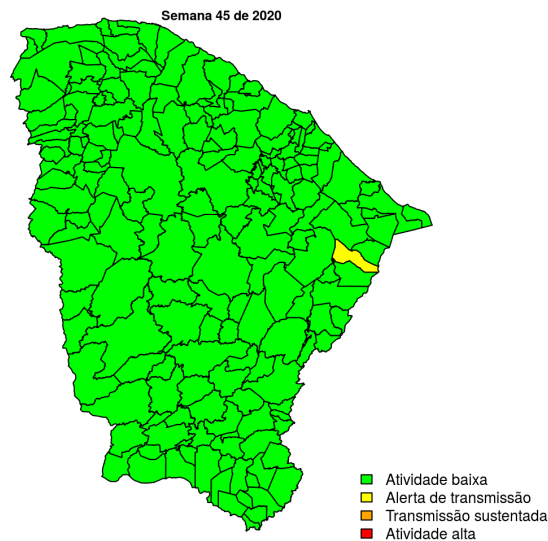 Semana 45 de 2020
Atividade baixa
Alerta de transmissão
Transmissão sustentada
Atividade alta